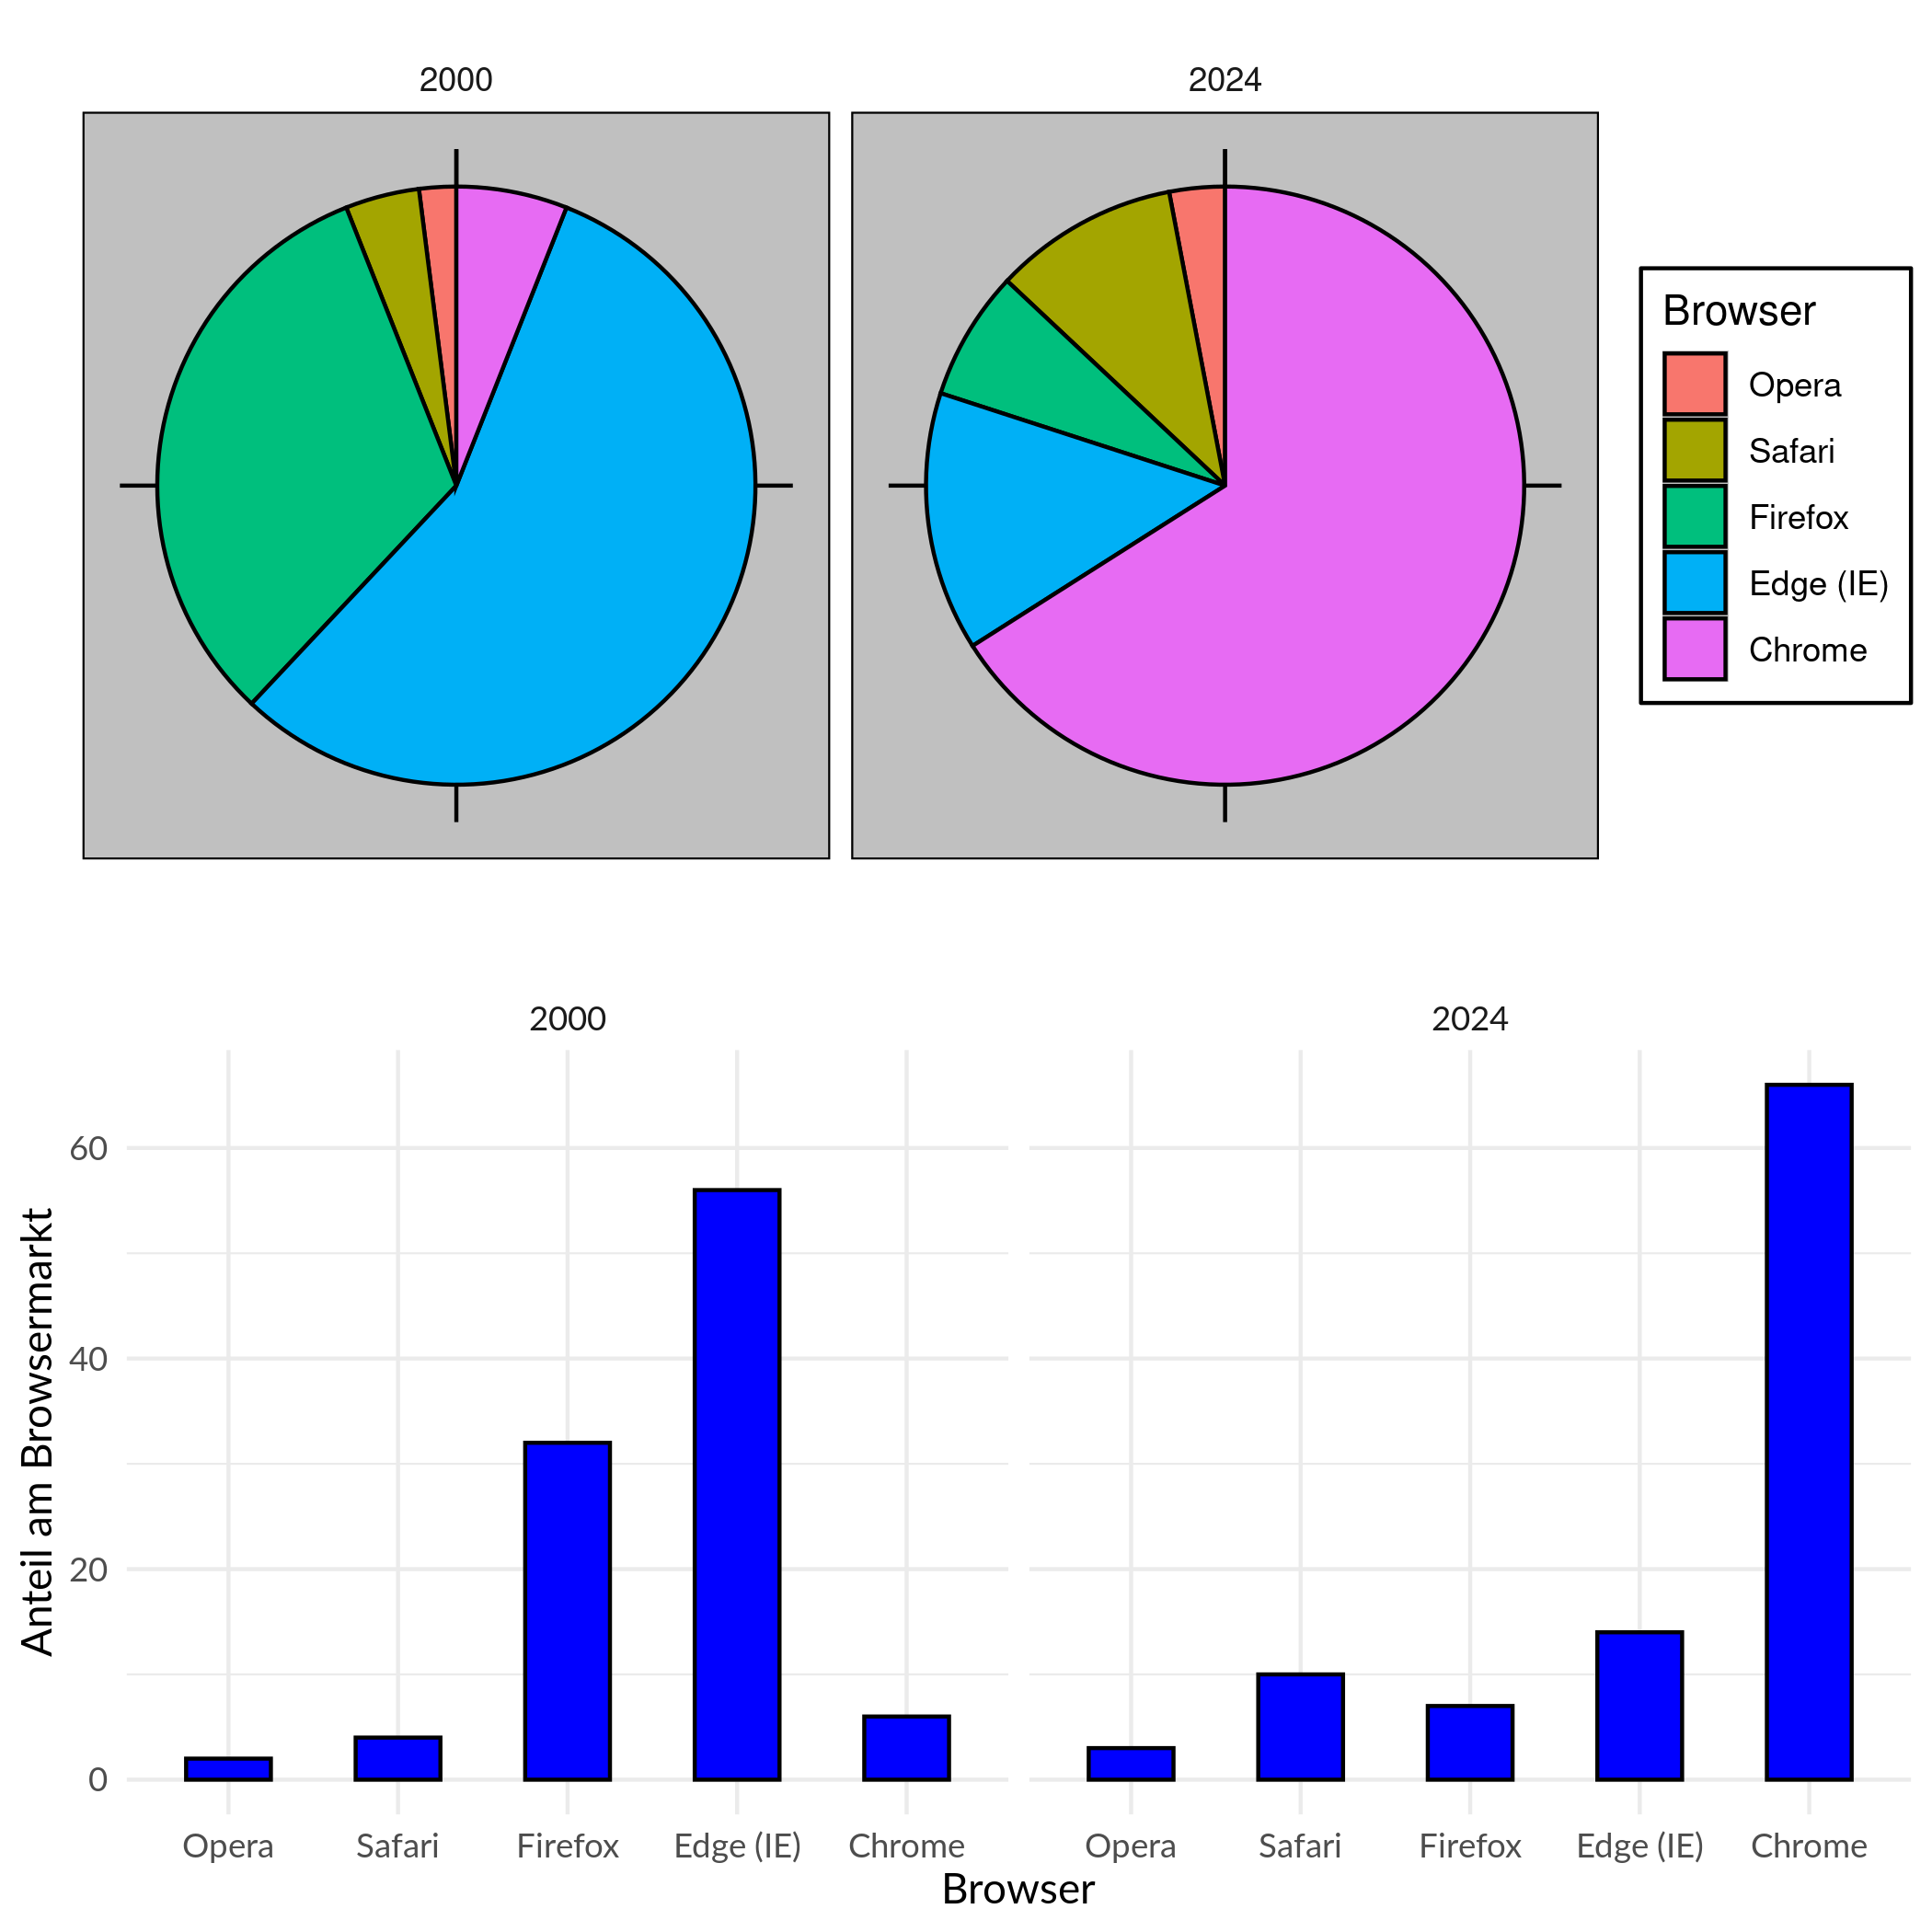 2000
2024
Browser
Opera
Safari
Firefox
Edge (IE)
Chrome
2000
2024
Anteil am Browsermarkt
60
40
20
0
Opera Safari Firefox Edge (IE) Chrome Opera Safari Firefox Edge (IE) Chrome
Browser